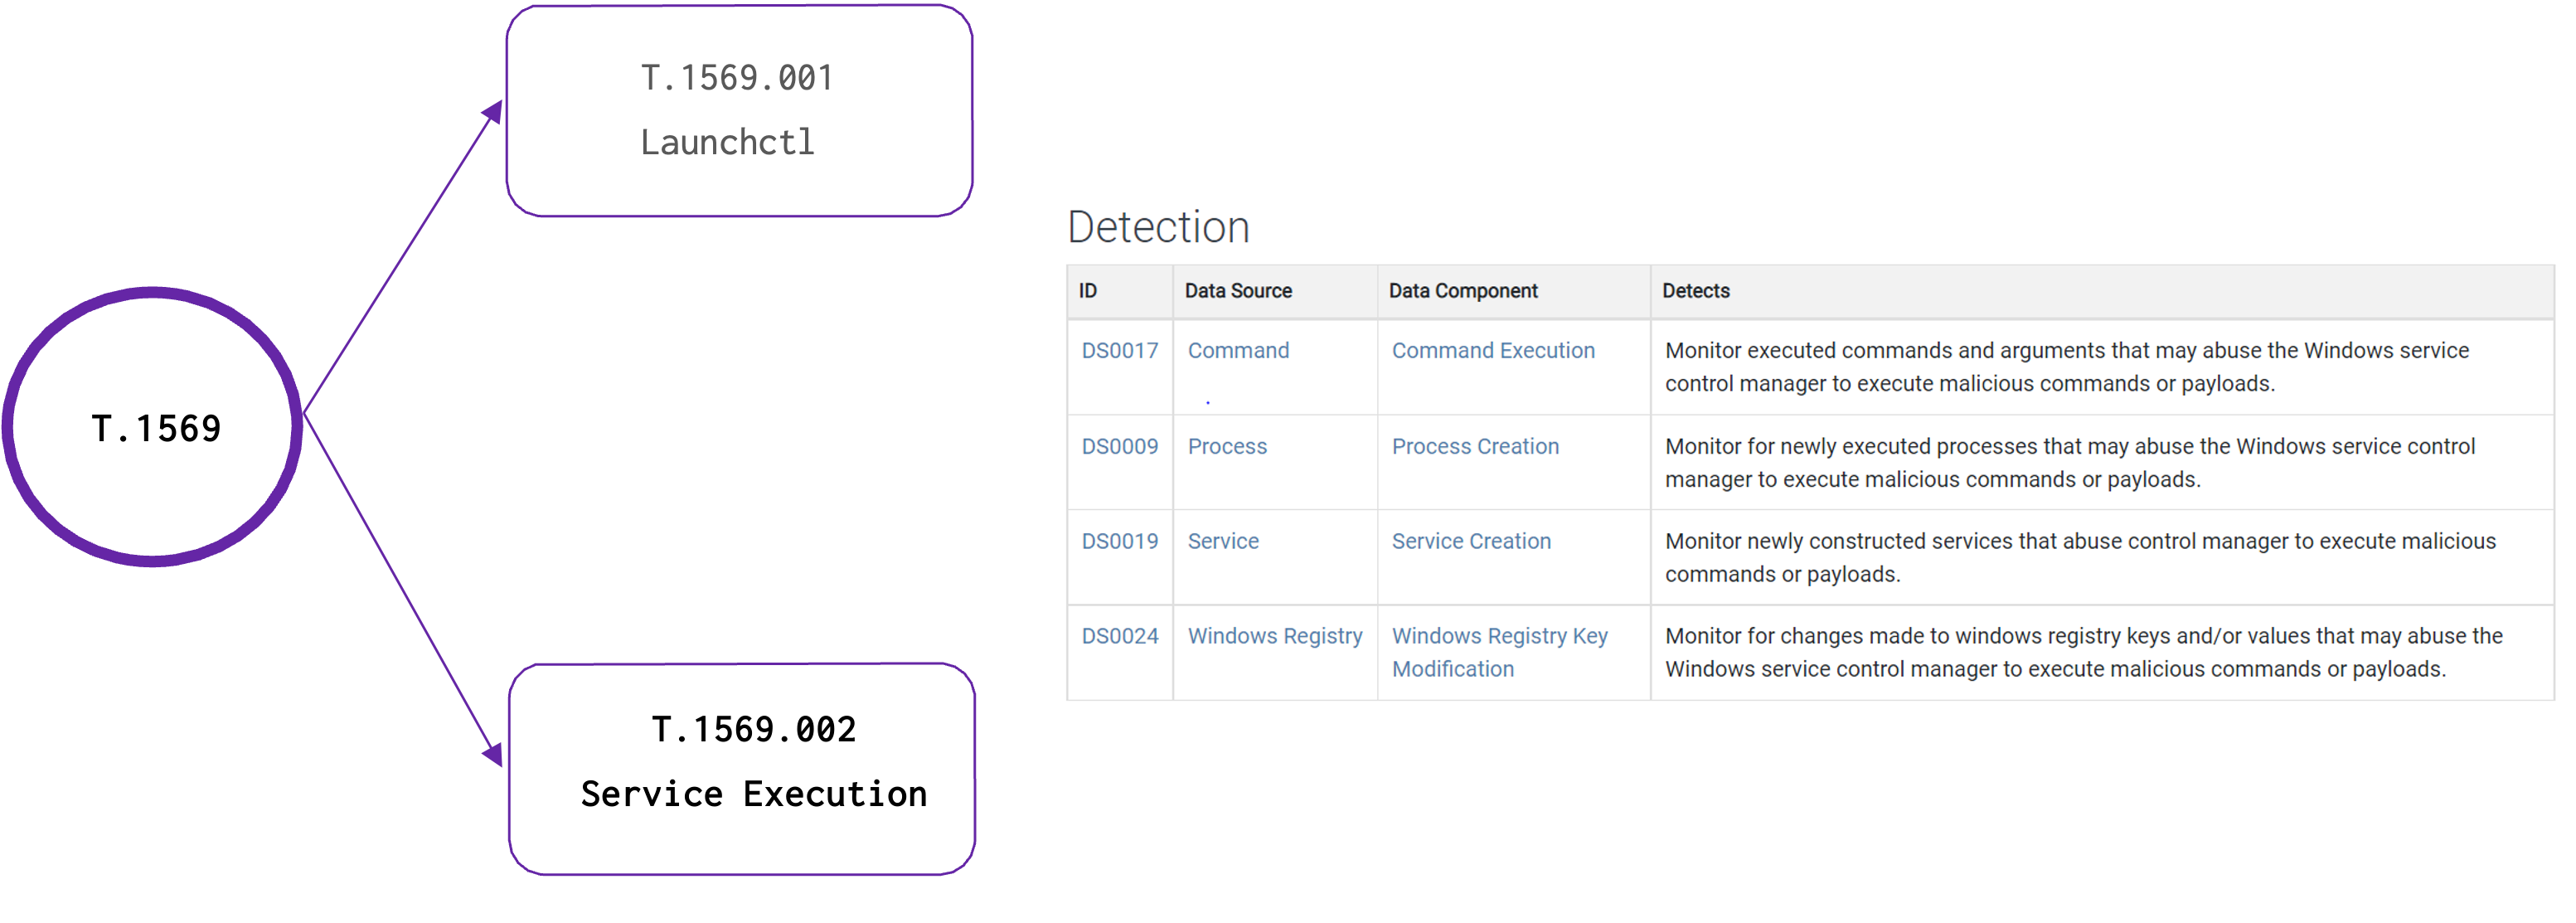 T.1569.001
Launchctl
T.1569
T.1569.002
Service Execution
Detection
ID Data Source Data Component Detects
DS0017 Command Command Execution Monitor executed commands and arguments that may abuse the Windows service
control manager to execute malicious commands or payloads.
DS0009 Process Process Creation Monitor for newly executed processes that may abuse the Windows service control
manager to execute malicious commands or payloads.
DS0019 Service Service Creation Monitor newly constructed services that abuse control manager to execute malicious
commands or payloads.
DS0024 Windows Registry Windows Registry Key Monitor for changes made to windows registry keys and/or values that may abuse the
Modification Windows service control manager to execute malicious commands or payloads.